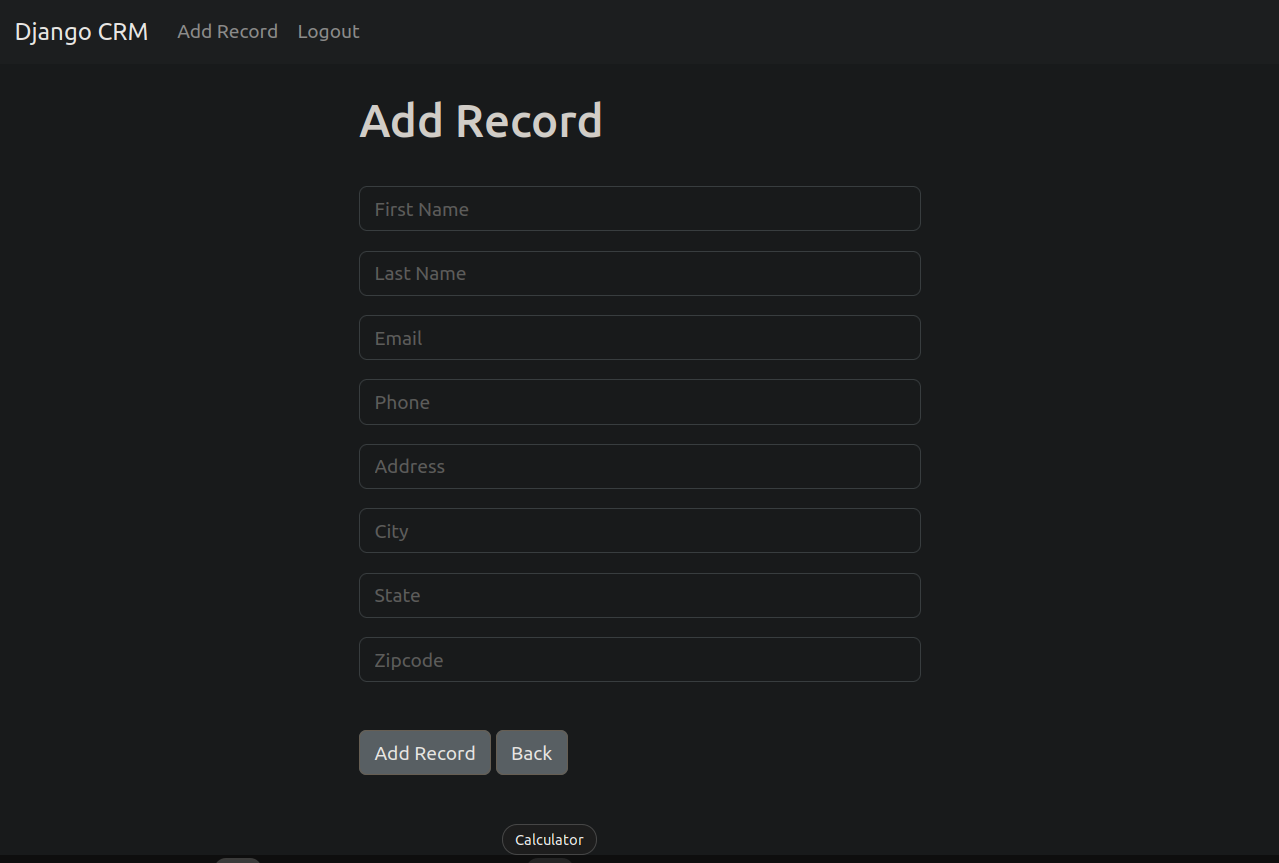 Django CRM Add Record Logout
Add Record
First Name
Last Name
Email
Phone
Address
City
State
Zipcode
Add Record Back
Calculator